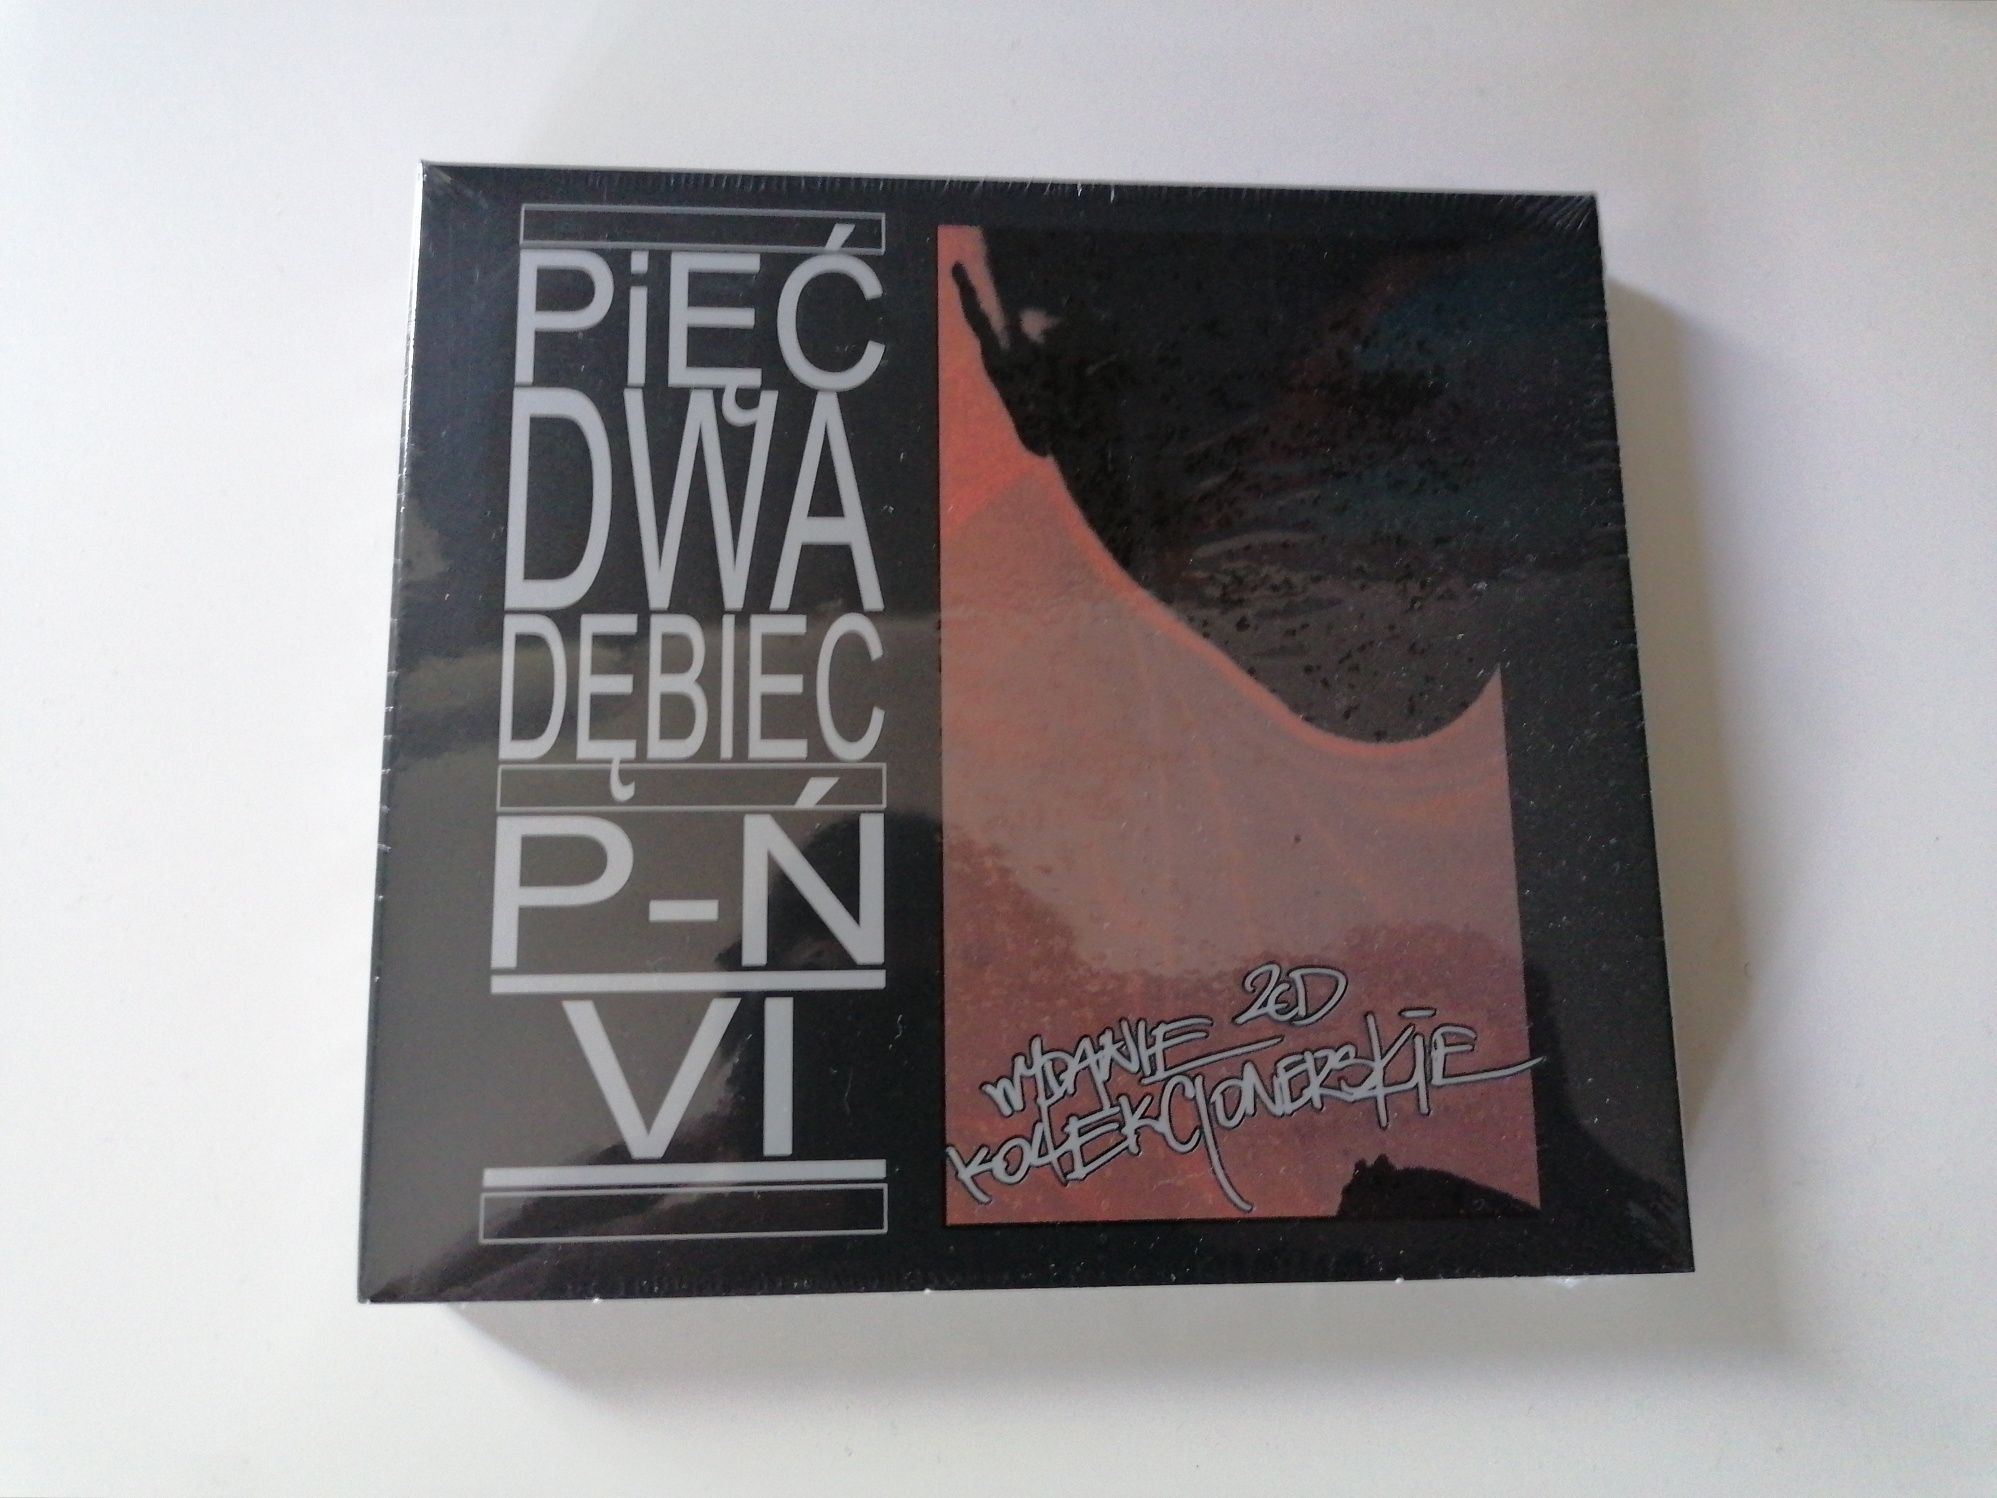 PiĘĆ
DWA
DĘBIEC
P-Ń
VI
WYDANIE 2CD
KOLEKCJONERSKIE